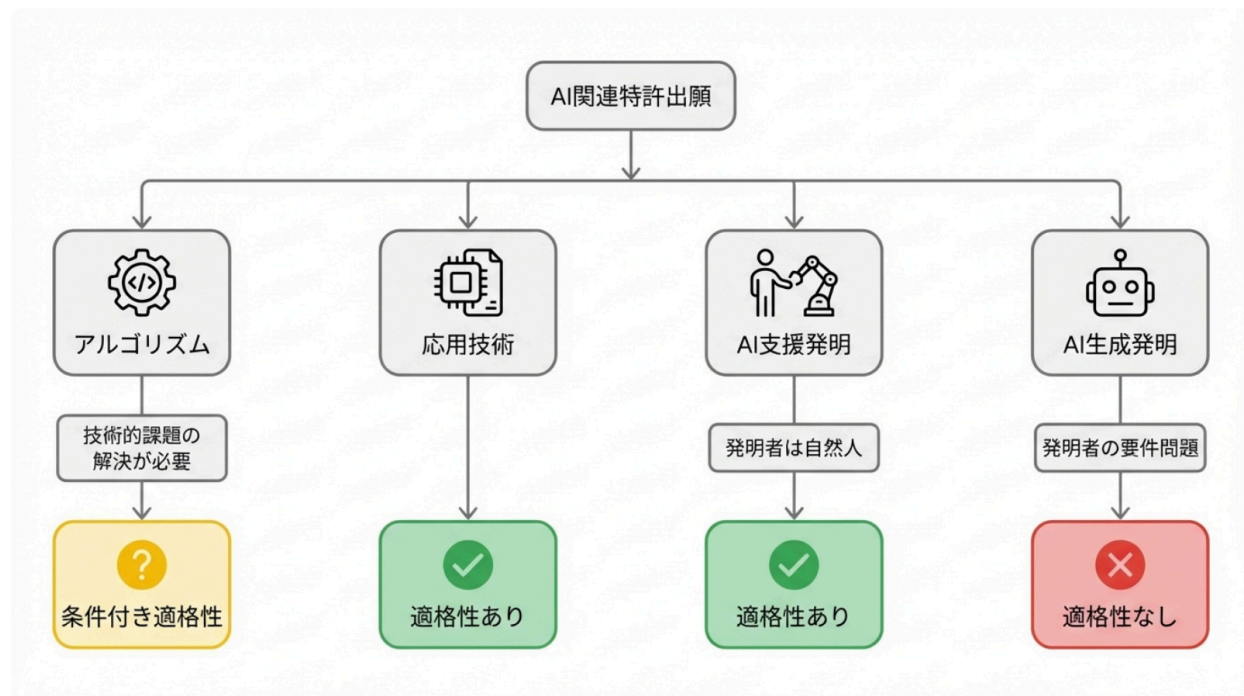 AI関連特許出願
</>
アルゴリズム
応用技術
AI支援発明
AI生成発明
技術的課題の
解決が必要
発明者は自然人
発明者の要件問題
?
条件付き適格性
適格性あり
適格性あり
適格性なし